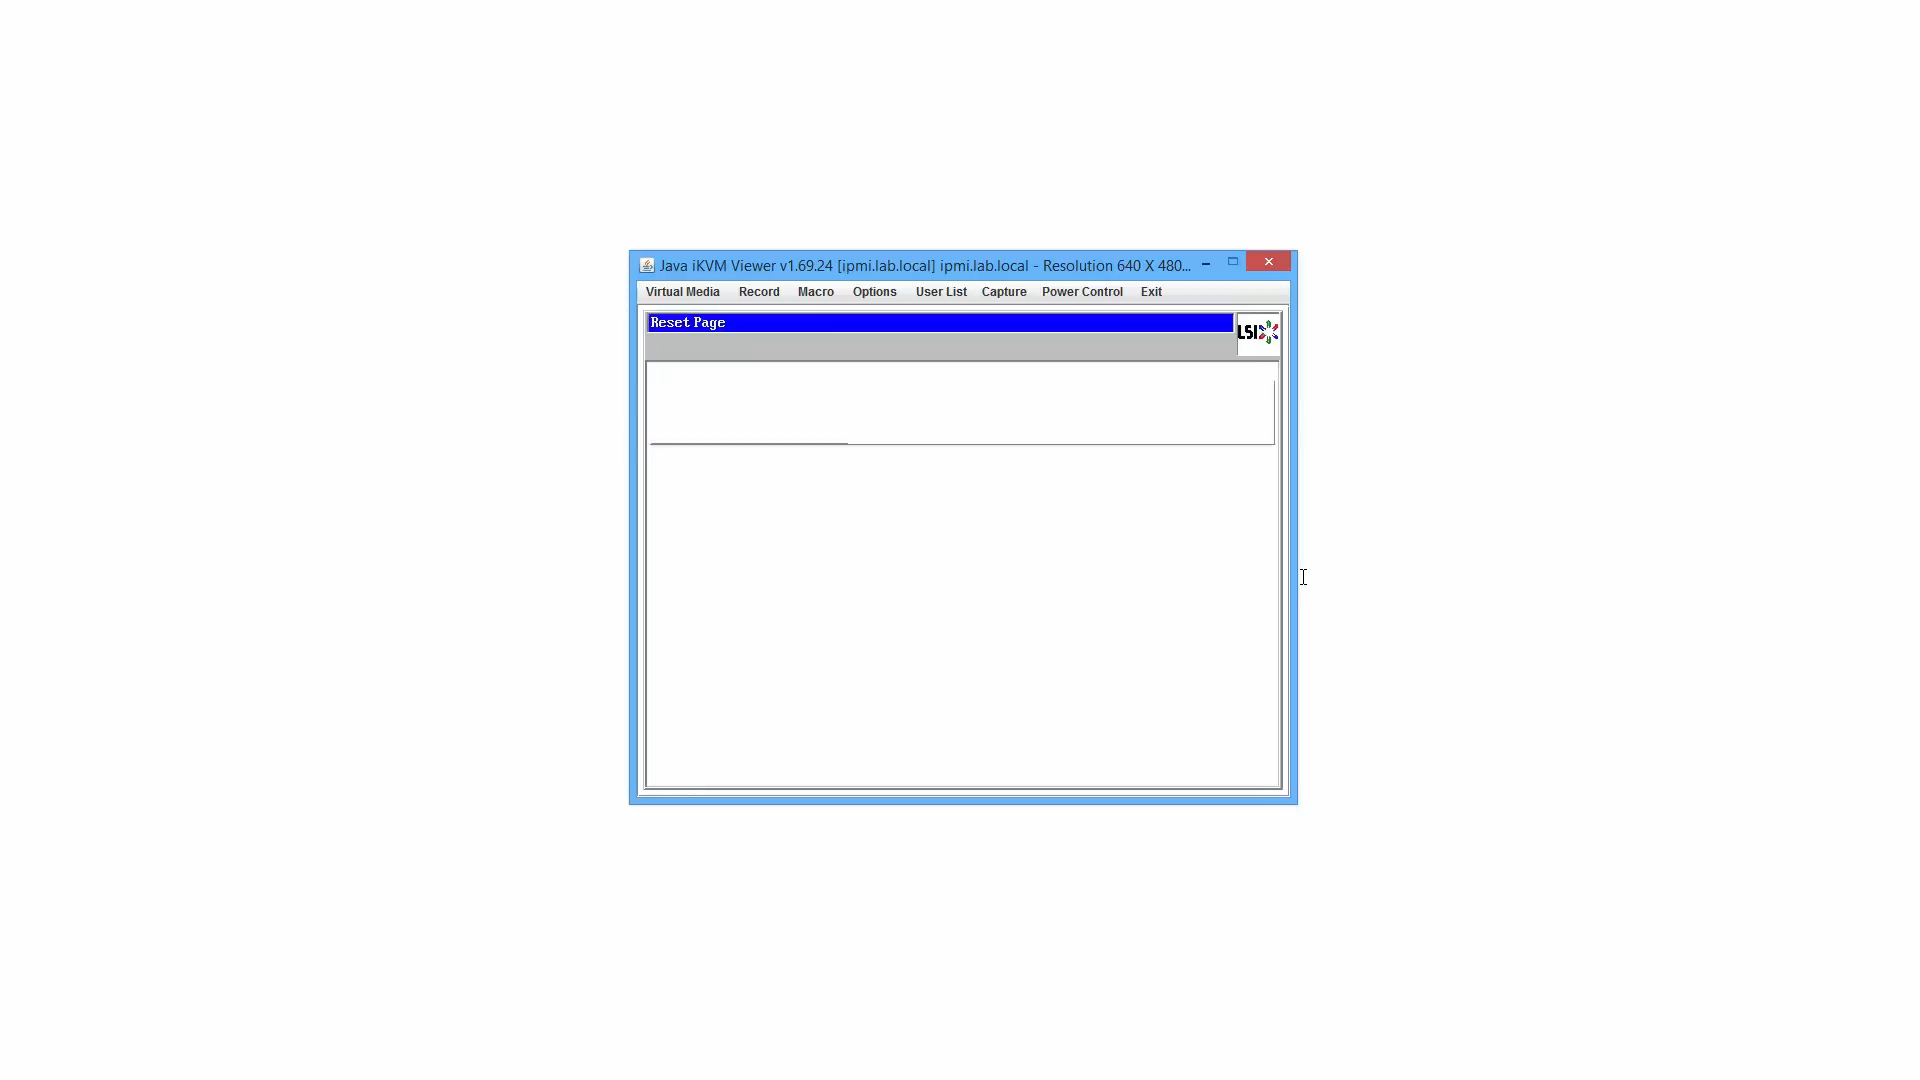 Java iKVM Viewer v1.69.24 [ipmi.lab.local] ipmi.lab.local - Resolution 640 X 480...
Virtual Media Record Macro Options User List Capture Power Control Exit
Reset Page
LSI